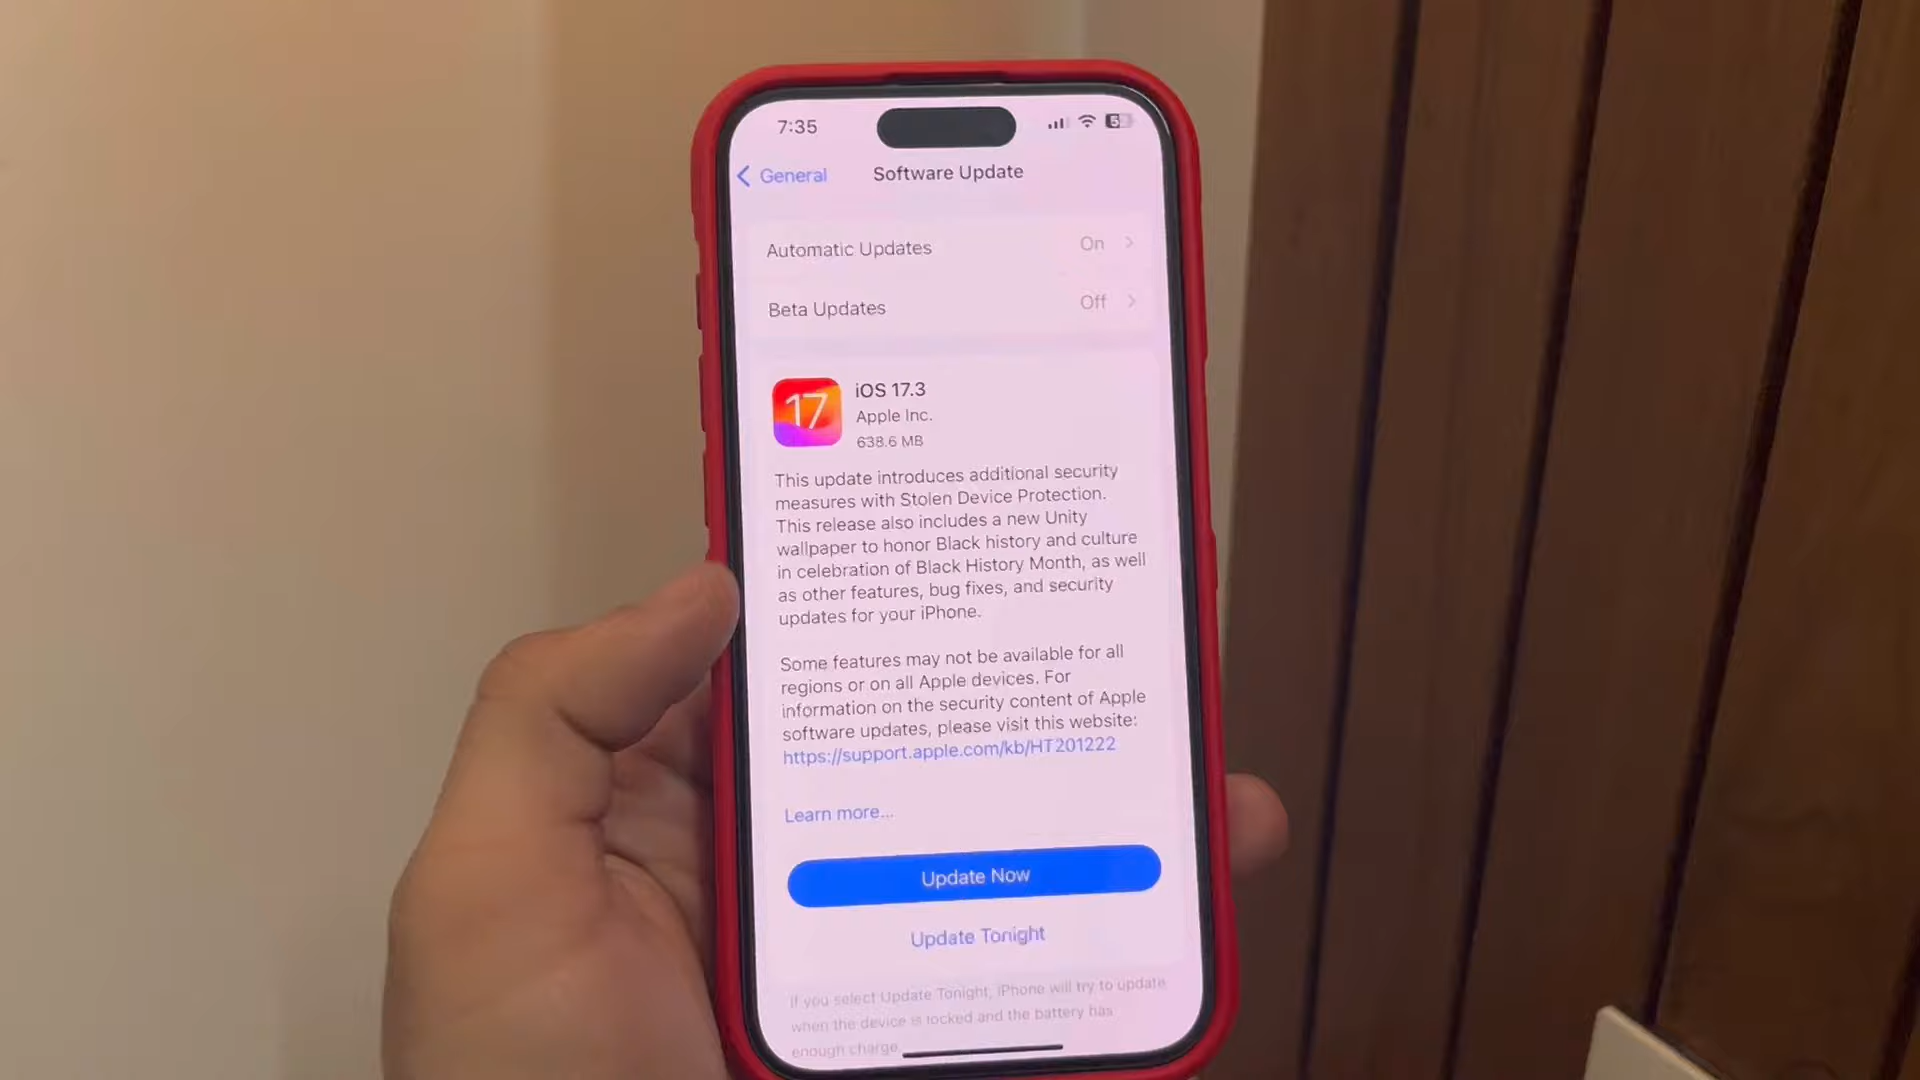 7:35
General
Software Update
Automatic Updates On
Beta Updates Off
17
iOS 17.3
Apple Inc.
638.6 MB
This update introduces additional security
measures with Stolen Device Protection.
This release also includes a new Unity
wallpaper to honor Black history and culture
in celebration of Black History Month, as well
as other features, bug fixes, and security
updates for your iPhone.
Some features may not be available for all
regions or on all Apple devices. For
information on the security content of Apple
software updates, please visit this website:
https://support.apple.com/kb/HT201222
Learn more...
Update Now
Update Tonight
If you select Update Tonight, iPhone will try to update
when the device is locked and the battery has
enough charge.